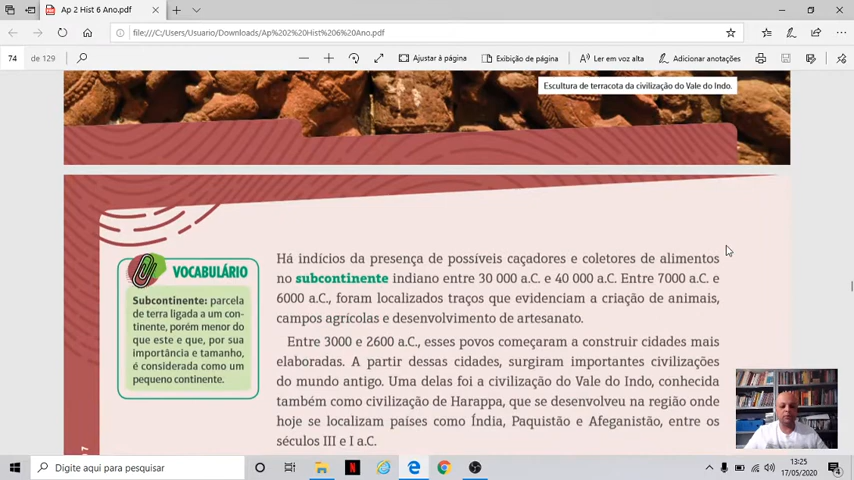 Ap 2 Hist 6 Ano.pdf
file:///C:/Users/Usuario/Downloads/Ap%202%20Hist%206%20Ano.pdf
74 de 129
Ajustar à página
Exibição de página
Ler em voz alta
Adicionar anotações
Escultura de terracota da civilização do Vale do Indo.
VOCABULÁRIO
Subcontinente: parcela
de terra ligada a um con-
tinente, porém menor do
que este e que, por sua
importância e tamanho,
é considerada como um
pequeno continente.
Há indícios da presença de possíveis caçadores e coletores de alimentos
no subcontinente indiano entre 30 000 a.C. e 40 000 a.C. Entre 7000 a.C. e
6000 a.C., foram localizados traços que evidenciam a criação de animais,
campos agrícolas e desenvolvimento de artesanato.
Entre 3000 e 2600 a.C., esses povos começaram a construir cidades mais
elaboradas. A partir dessas cidades, surgiram importantes civilizações
do mundo antigo. Uma delas foi a civilização do Vale do Indo, conhecida
também como civilização de Harappa, que se desenvolveu na região onde
hoje se localizam países como Índia, Paquistão e Afeganistão, entre os
séculos III e I a.C.
Digite aqui para pesquisar
13:25
17/05/2020
4